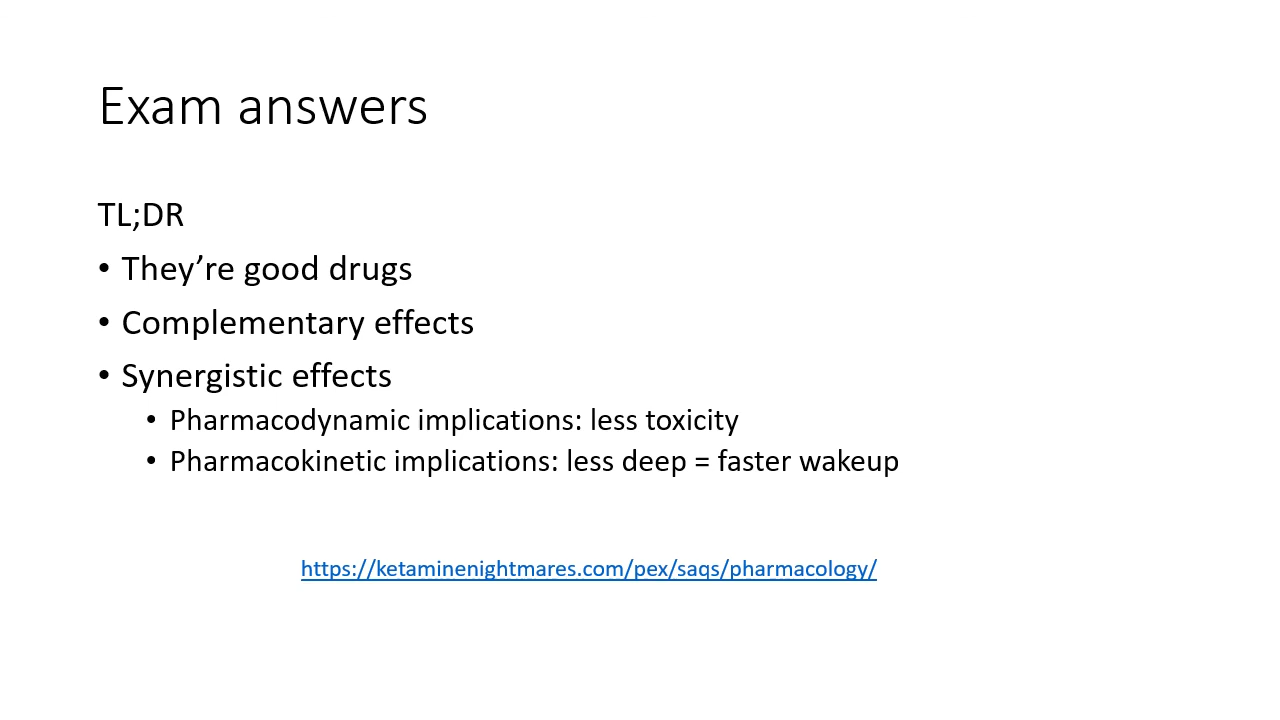 Exam answers
TL;DR
• They’re good drugs
• Complementary effects
• Synergistic effects
• Pharmacodynamic implications: less toxicity
• Pharmacokinetic implications: less deep = faster wakeup
https://ketaminenightmares.com/pex/saqs/pharmacology/